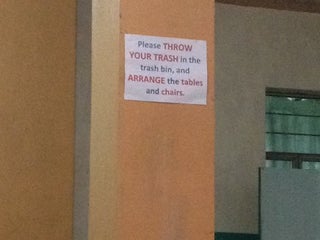 Please THROW
YOUR TRASH in the
trash bin, and
ARRANGE the tables
and chairs.